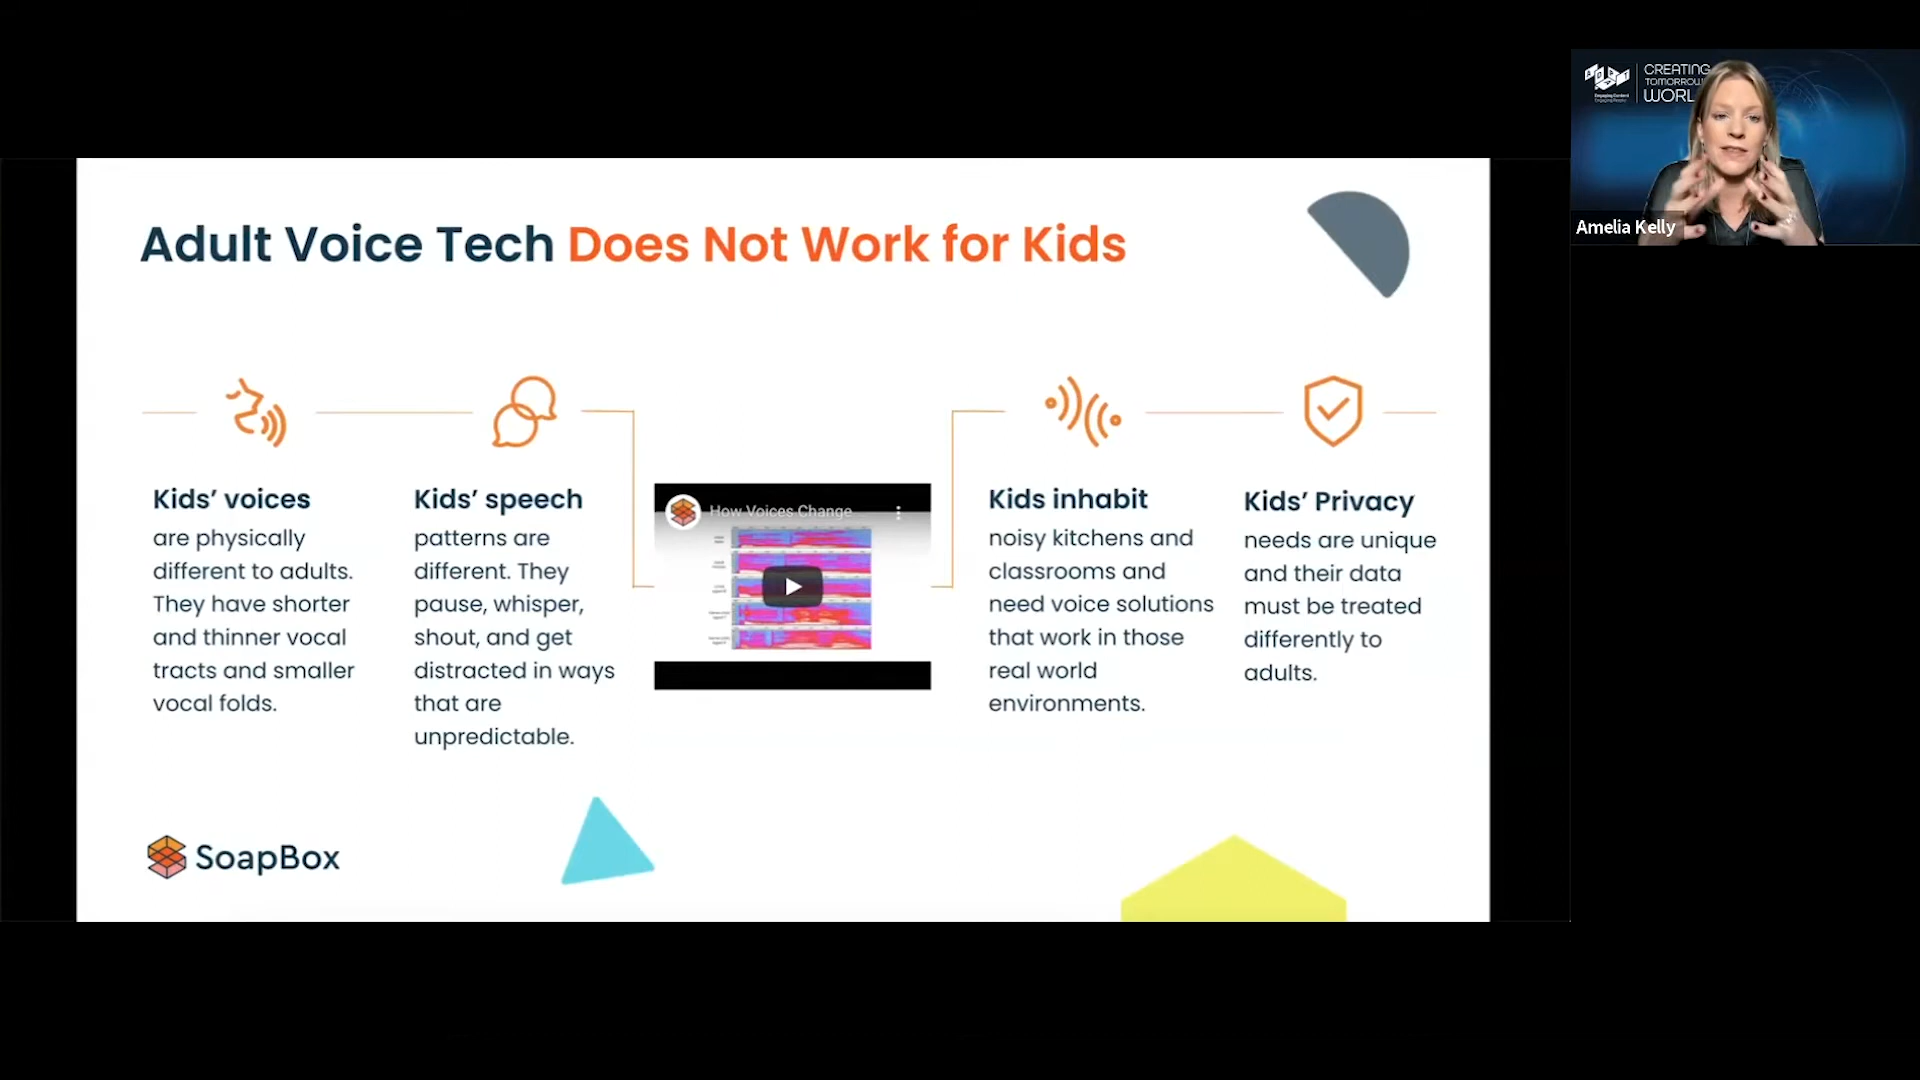 Adult Voice Tech Does Not Work for Kids
Kids' voices
are physically
different to adults.
They have shorter
and thinner vocal
tracts and smaller
vocal folds.
Kids' speech
patterns are
different. They
pause, whisper,
shout, and get
distracted in ways
that are
unpredictable.
How Voices Change
Kids inhabit
noisy kitchens and
classrooms and
need voice solutions
that work in those
real world
environments.
Kids' Privacy
needs are unique
and their data
must be treated
differently to
adults.
SoapBox
CREATING
TOMORROW
WORL
Amelia Kelly